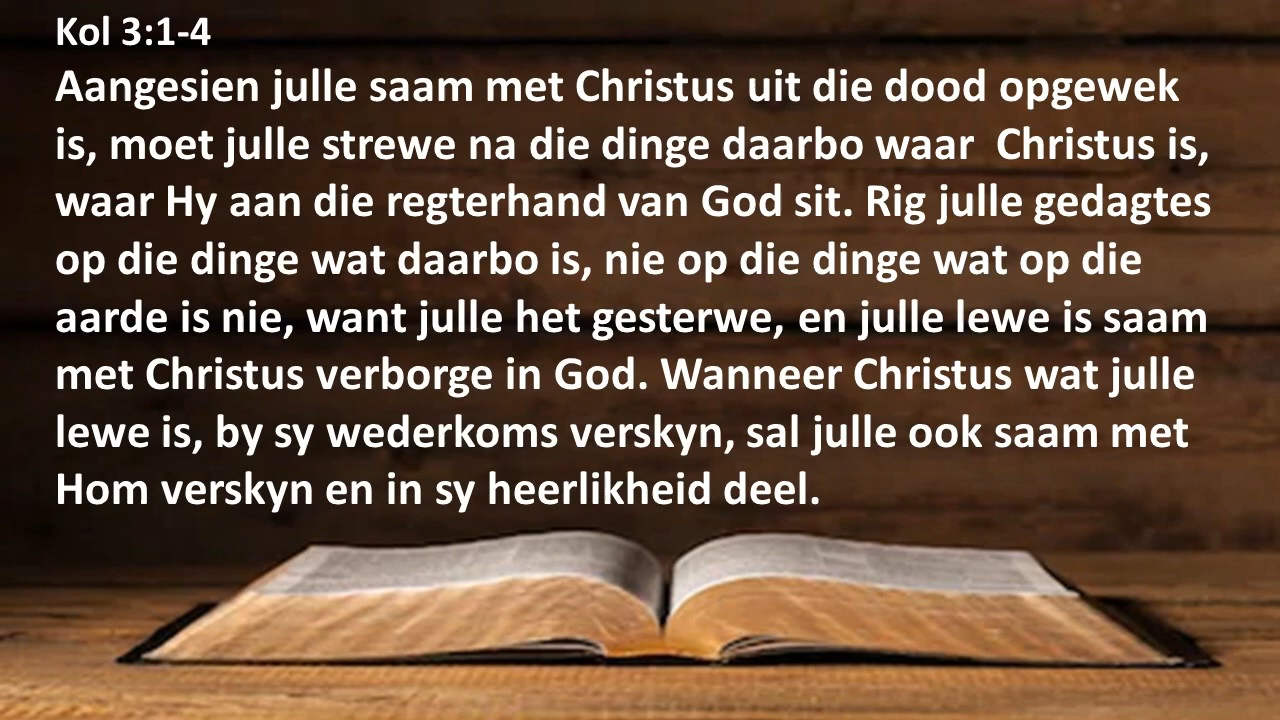 Kol 3:1-4
Aangesien julle saam met Christus uit die dood opgewek
is, moet julle strewe na die dinge daarbo waar  Christus is,
waar Hy aan die regterhand van God sit. Rig julle gedagtes
op die dinge wat daarbo is, nie op die dinge wat op die
aarde is nie, want julle het gesterwe, en julle lewe is saam
met Christus verborge in God. Wanneer Christus wat julle
lewe is, by sy wederkoms verskyn, sal julle ook saam met
Hom verskyn en in sy heerlikheid deel.